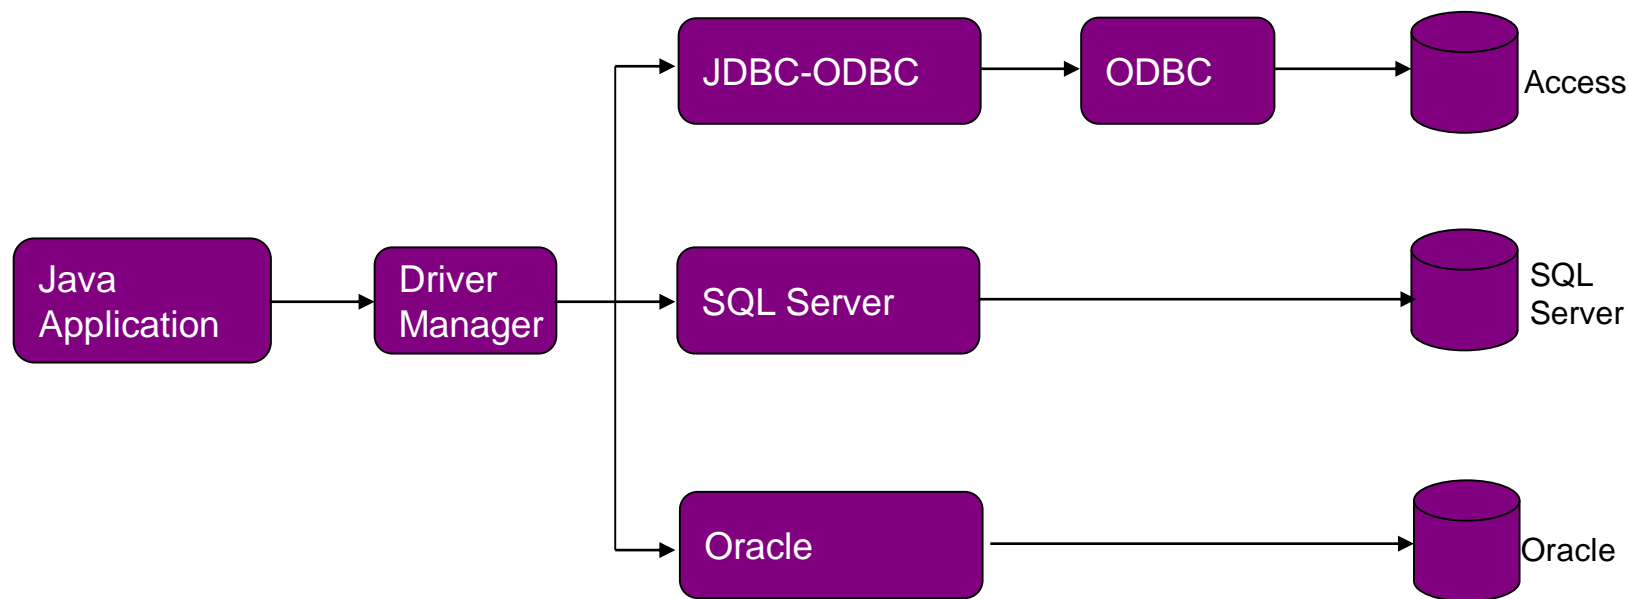 JDBC-ODBC
ODBC
Access
Java
Application
Driver
Manager
SQL Server
SQL
Server
Oracle
Oracle